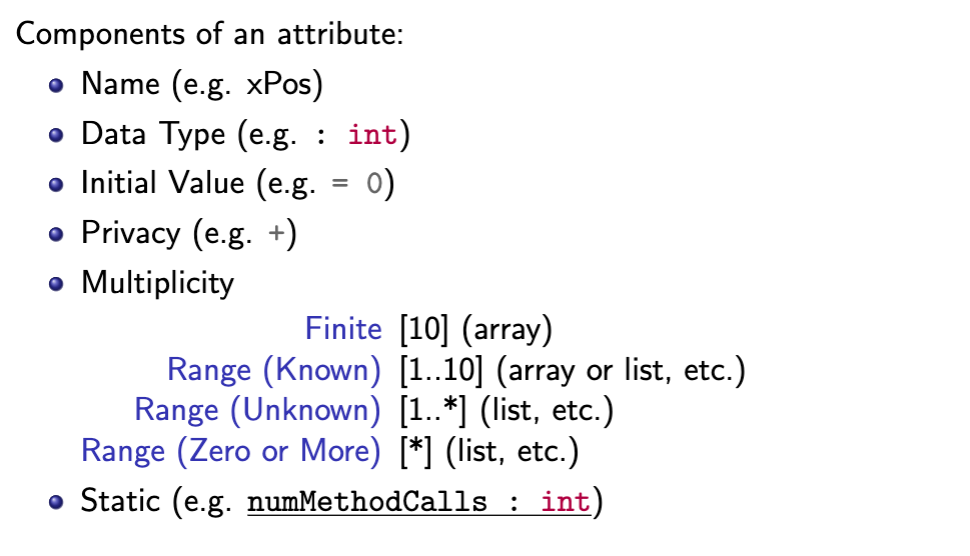 Components of an attribute:
Name (e.g. xPos)
Data Type (e.g. : int)
Initial Value (e.g. = 0)
Privacy (e.g. +)
Multiplicity
Finite [10] (array)
Range (Known) [1..10] (array or list, etc.)
Range (Unknown) [1..*] (list, etc.)
Range (Zero or More) [*] (list, etc.)
Static (e.g. numMethodCalls : int)